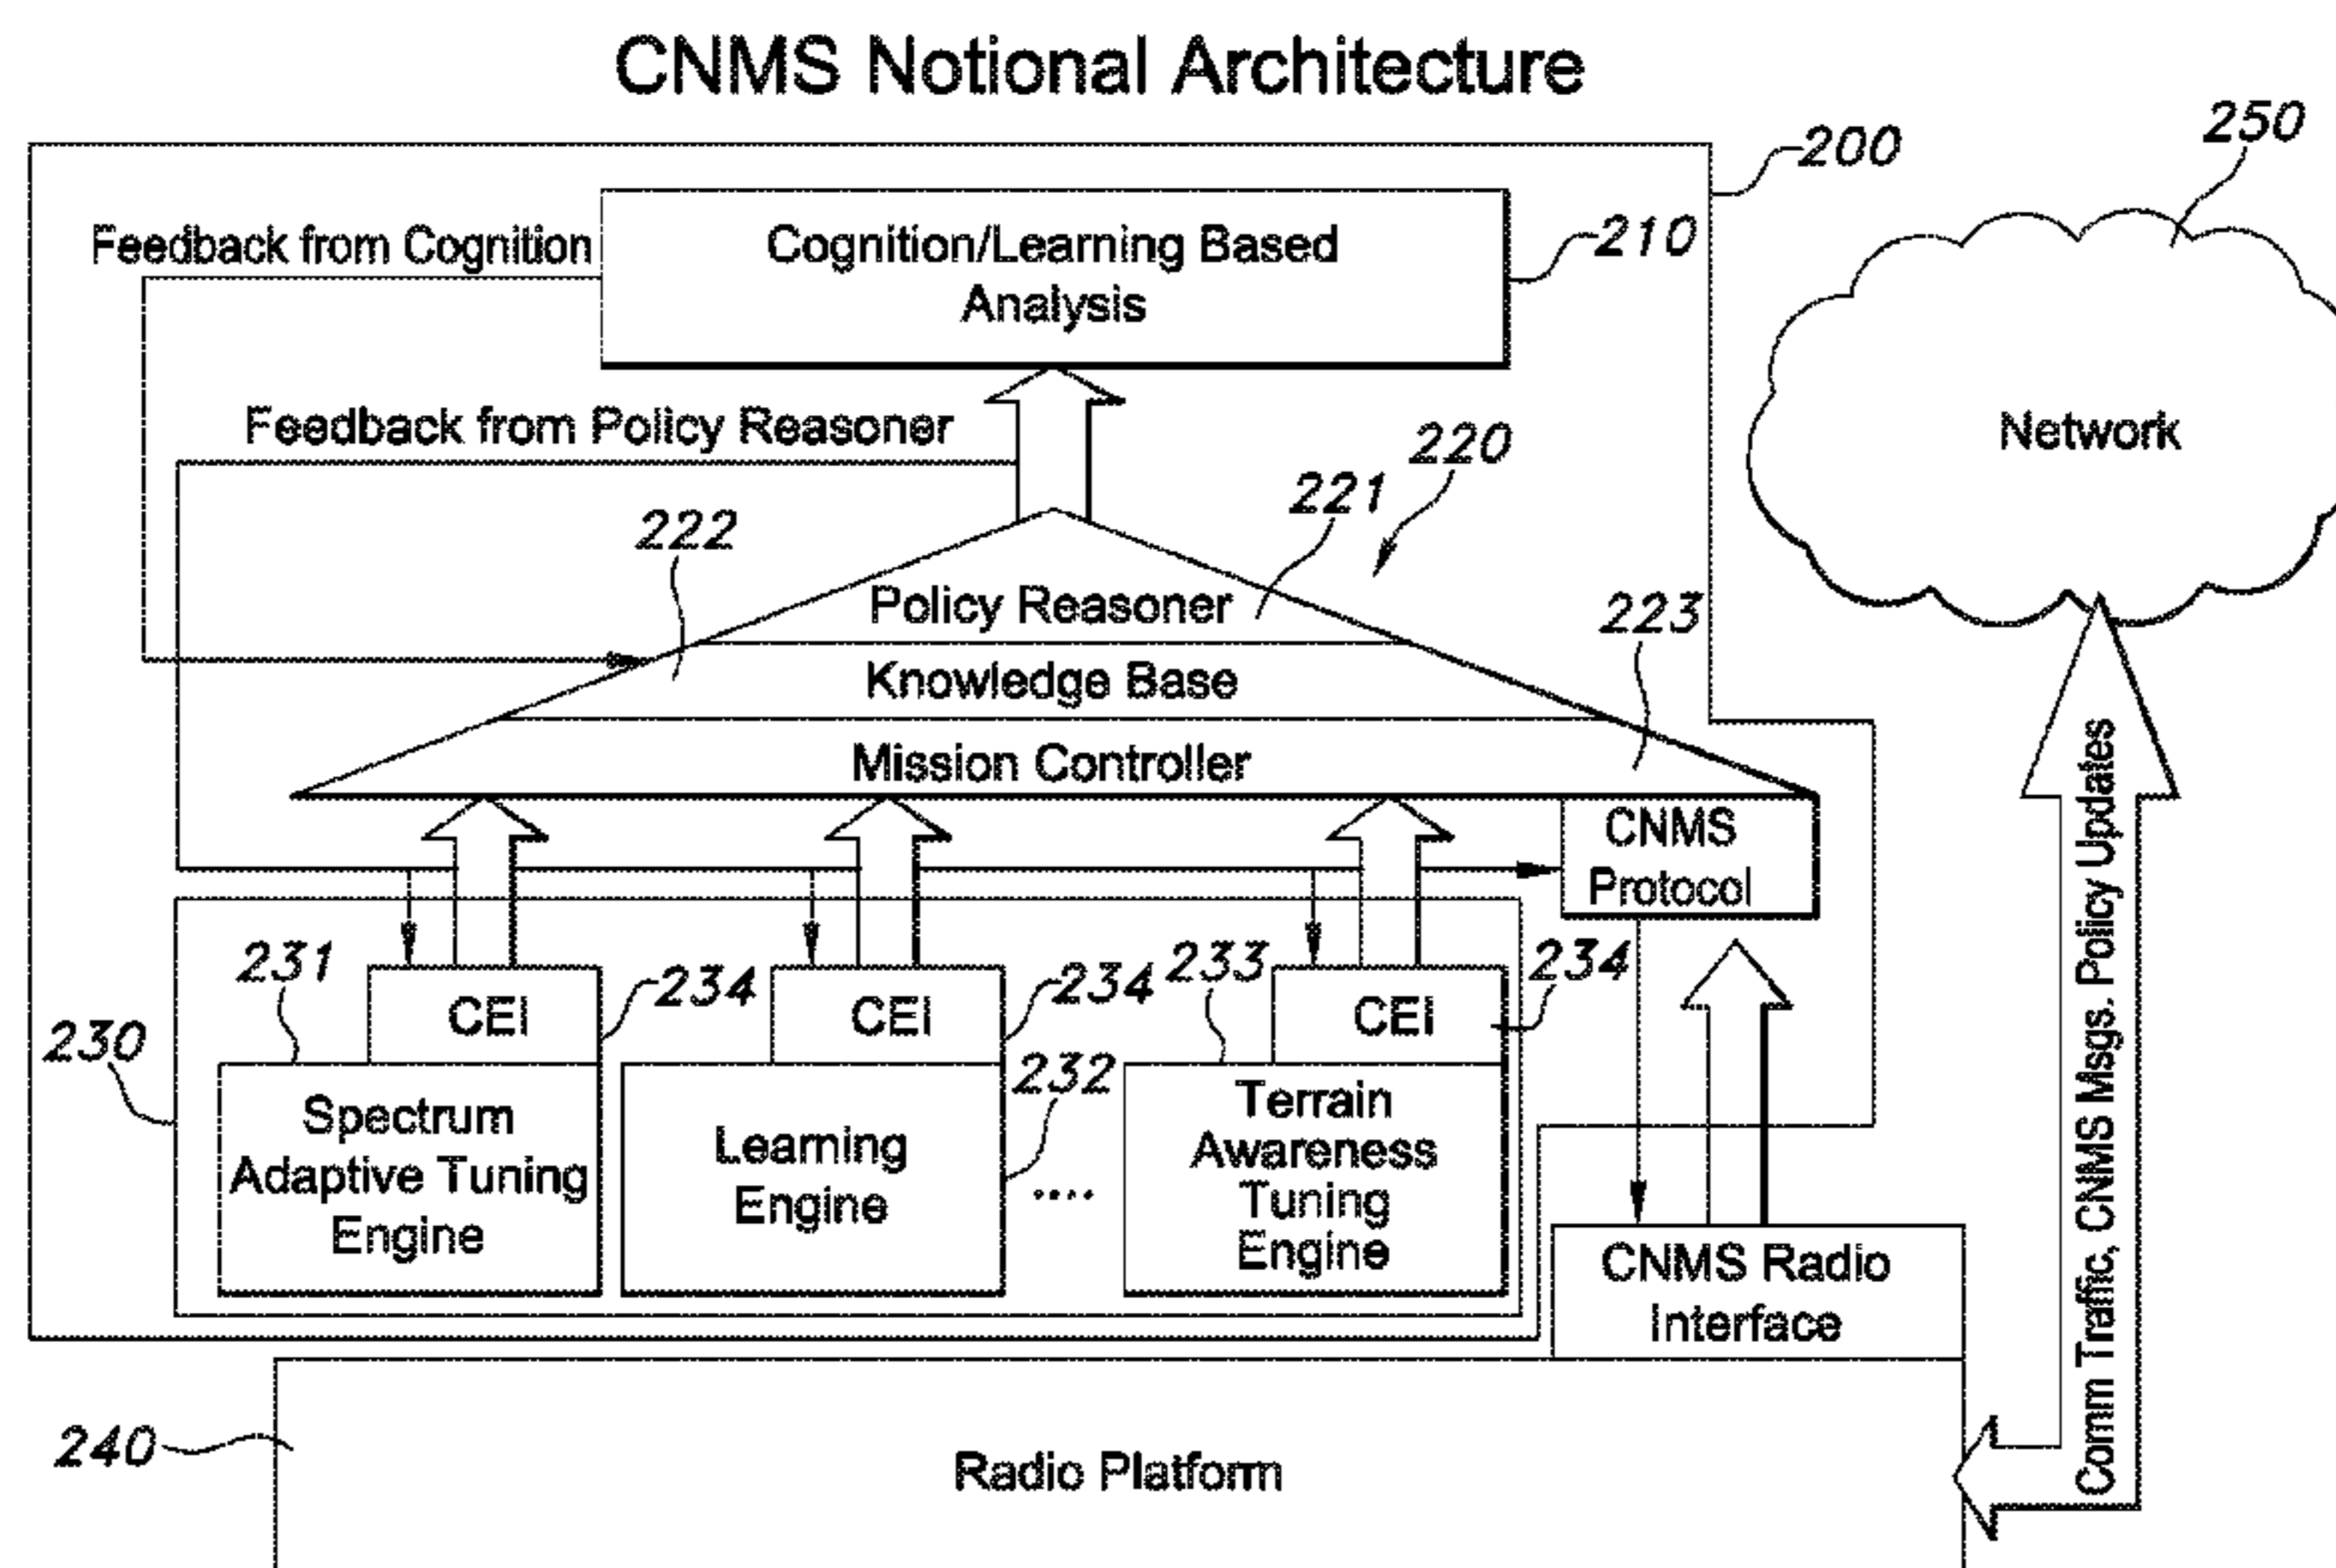 CNMS Notional Architecture
250
200
Feedback from Cognition
Cognition/Learning Based
Analysis
210
Network
Feedback from Policy Reasoner
220
221
222
Policy Reasoner
223
Knowledge Base
Mission Controller
CNMS
Protocol
231
234
234
233
234
CEI
CEI
CEI
230
232
Spectrum
Adaptive Tuning
Engine
Learning
Engine
....
Terrain
Awareness
Tuning
Engine
CNMS Radio
Interface
Comm Traffic, CNMS Msgs. Policy Updates
240
Radio Platform